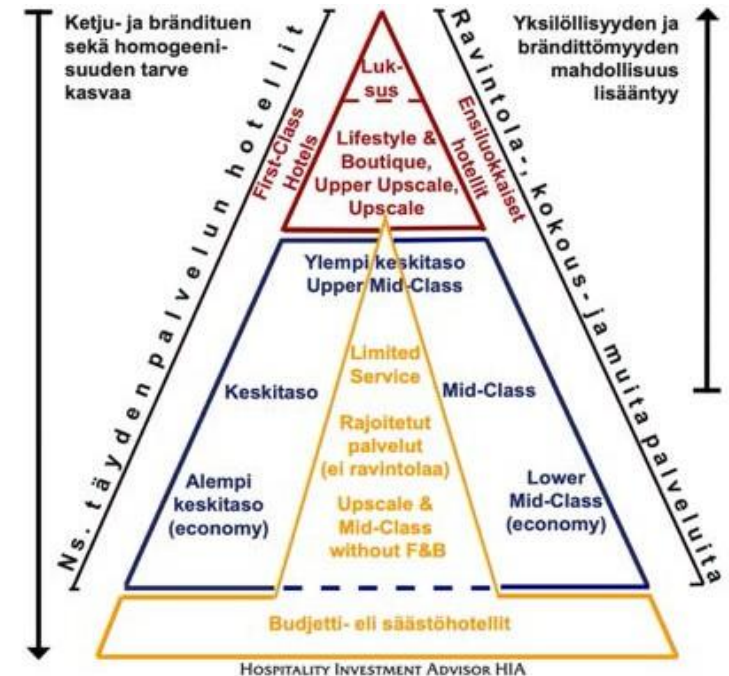 Ketju- ja brändituen
sekä homogeeni-
suuden tarve
kasvaa
Yksilöllisyyden ja
brändittömyyden
mahdollisuus
lisääntyy
Ns. täyden palvelun hotellit
Ravintola-, kokous- ja muita palveluita
First-Class
Hotels
Ensiluokkaiset
hotellit
Luk-
sus
Lifestyle &
Boutique,
Upper Upscale,
Upscale
Ylempi keskitaso
Upper Mid-Class
Limited
Service
Keskitaso
Mid-Class
Rajoitetut
palvelut
(ei ravintolaa)
Alempi
keskitaso
(economy)
Upscale &
Mid-Class
without F&B
Lower
Mid-Class
(economy)
Budjetti- eli säästöhotellit
HOSPITALITY INVESTMENT ADVISOR HIA